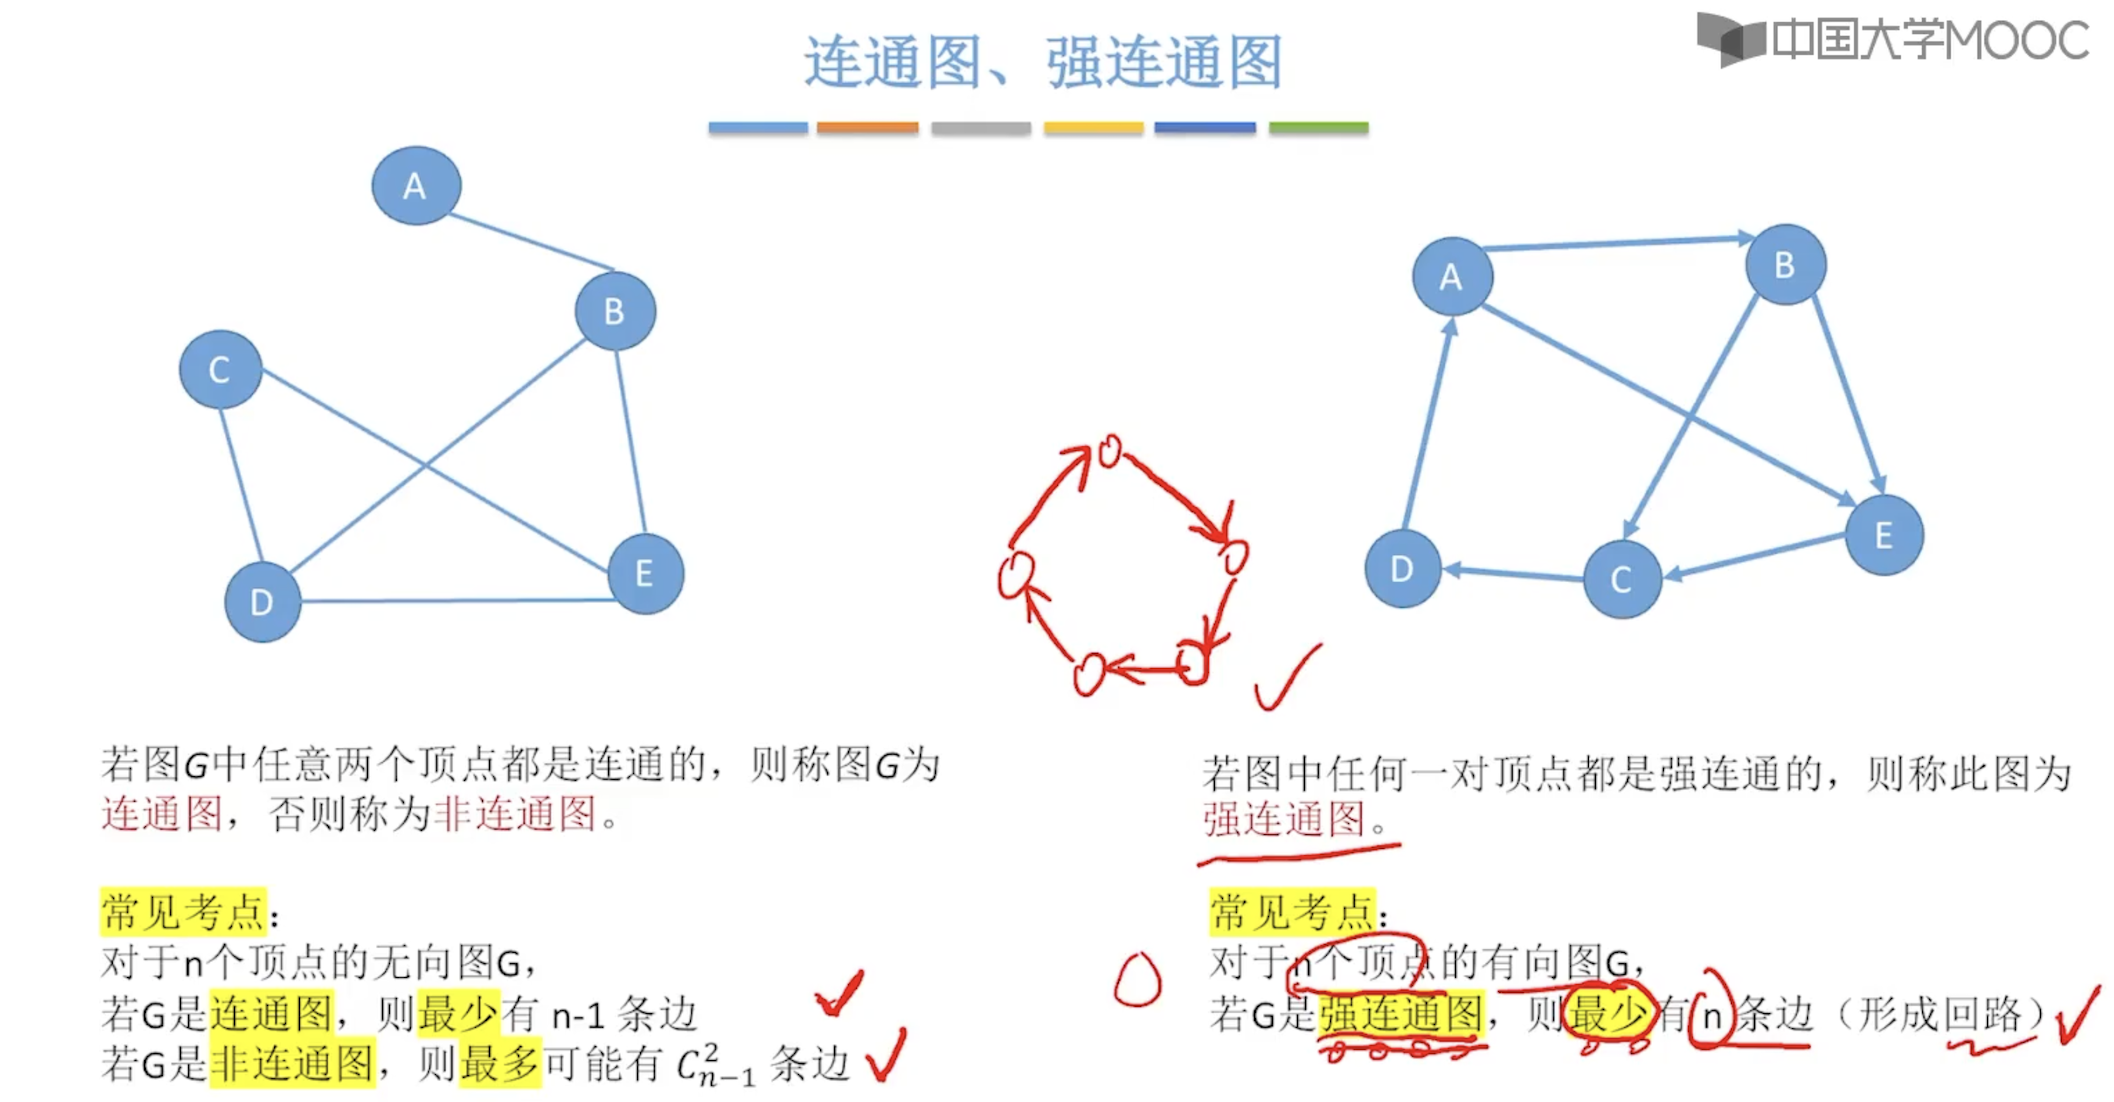 中国大学MOOC
连通图、强连通图
A
B
C
D
E
A
B
C
D
E
若图G中任意两个顶点都是连通的，则称图G为
连通图，否则称为非连通图。
常见考点：
对于n个顶点的无向图G，
若G是连通图，则最少有 n-1 条边
若G是非连通图，则最多可能有 $C_{n-1}^2$ 条边
若图中任何一对顶点都是强连通的，则称此图为
强连通图。
常见考点：
对于n个顶点的有向图G，
若G是强连通图，则最少有 n 条边（形成回路）